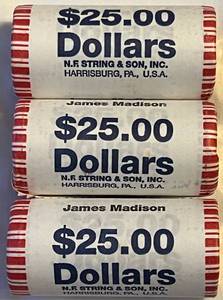 $25.00
Dollars
N.F. STRING & SON, INC.
HARRISBURG, PA., U.S.A.
James Madison
$25.00
Dollars
N.F. STRING & SON, INC.
HARRISBURG, PA., U.S.A.
James Madison
$25.00
Dollars
N.F. STRING & SON, INC.
HARRISBURG, PA., U.S.A.